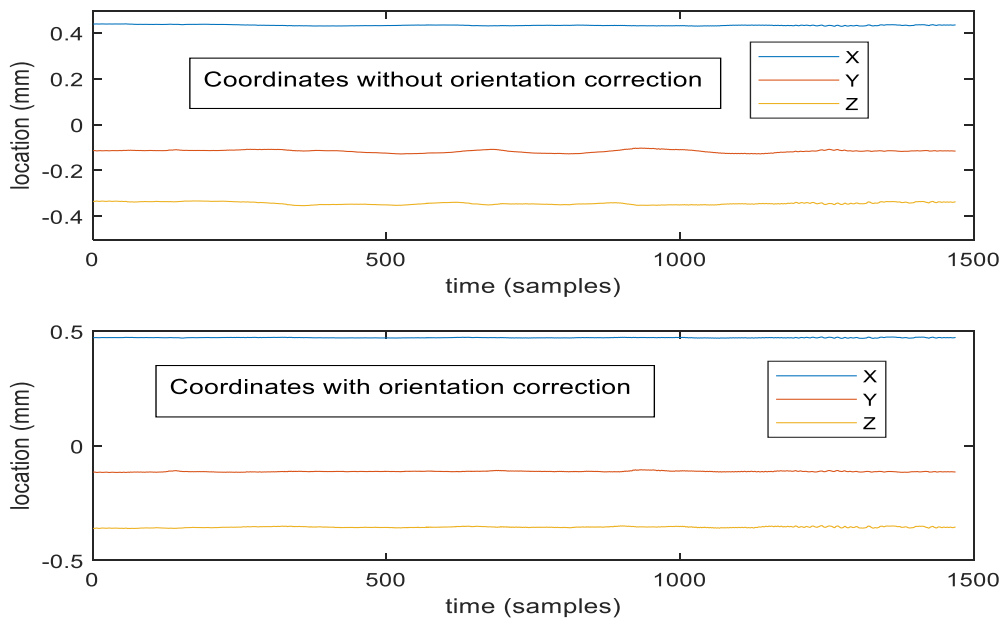 0.4
0.2
0
-0.2
-0.4
location (mm)
Coordinates without orientation correction
X
Y
Z
0
500
1000
1500
time (samples)
0.5
0
-0.5
location (mm)
Coordinates with orientation correction
X
Y
Z
0
500
1000
1500
time (samples)